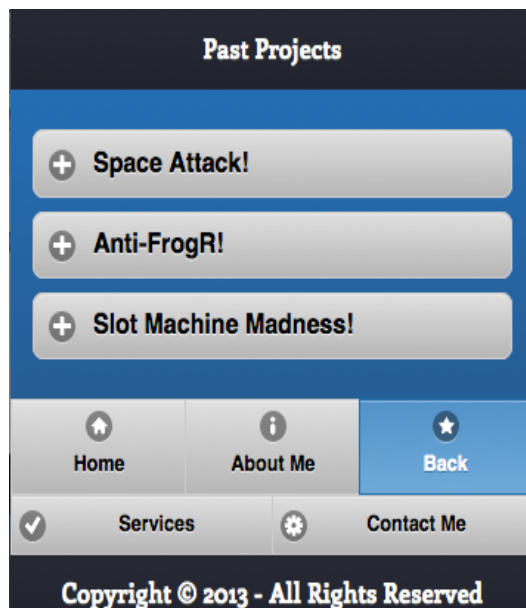 Past Projects
Space Attack!
Anti-FrogR!
Slot Machine Madness!
Home About Me Back
Services Contact Me
Copyright © 2013 - All Rights Reserved